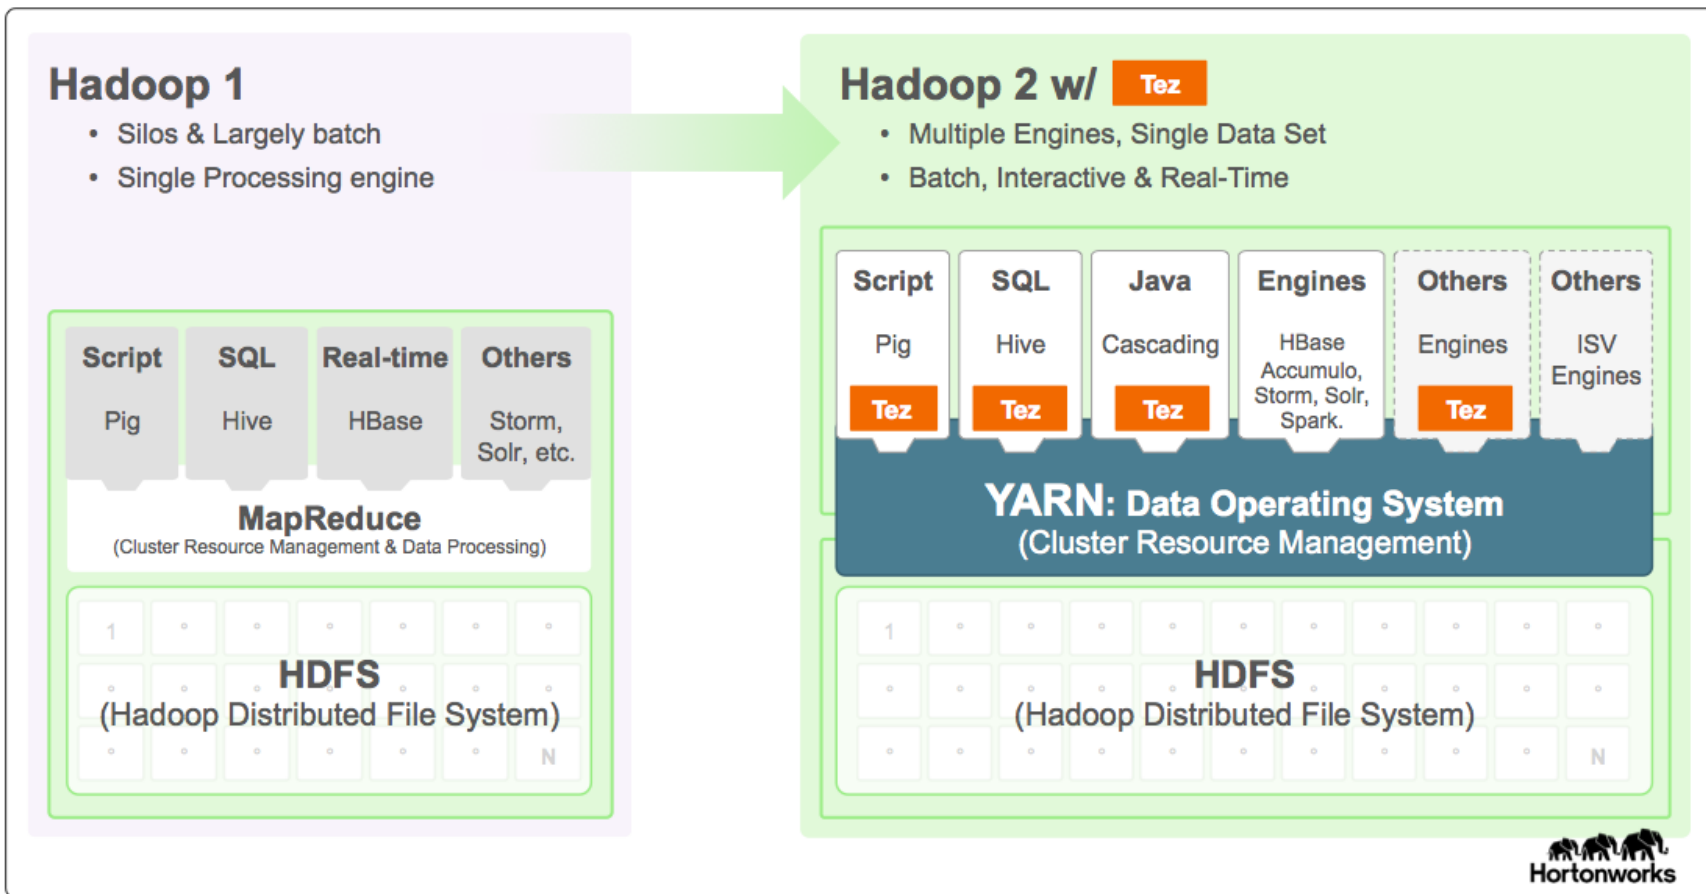 Hadoop 1
• Silos & Largely batch
• Single Processing engine
Script
Pig
SQL
Hive
Real-time
HBase
Others
Storm,
Solr, etc.
MapReduce
(Cluster Resource Management & Data Processing)
1
HDFS
(Hadoop Distributed File System)
N
Hadoop 2 w/ Tez
• Multiple Engines, Single Data Set
• Batch, Interactive & Real-Time
Script
Pig
Tez
SQL
Hive
Tez
Java
Cascading
Tez
Engines
HBase
Accumulo,
Storm, Solr,
Spark.
Others
Engines
Tez
Others
ISV
Engines
YARN: Data Operating System
(Cluster Resource Management)
1
HDFS
(Hadoop Distributed File System)
N
Hortonworks